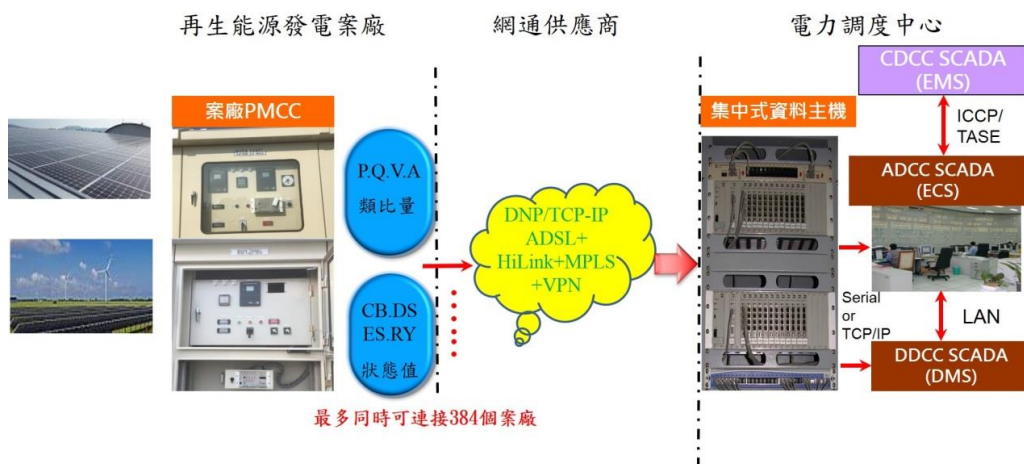 再生能源發電案廠
網通供應商
電力調度中心
案廠PMCC
P.Q.V.A
類比量
CB.DS
ES.RY
狀態值
DNP/TCP-IP
ADSL+
HiLink+MPLS
+VPN
集中式資料主機
CDCC SCADA
(EMS)
ICCP/
TASE
ADCC SCADA
(ECS)
Serial
or
TCP/IP
LAN
DDCC SCADA
(DMS)
最多同時可連接384個案廠